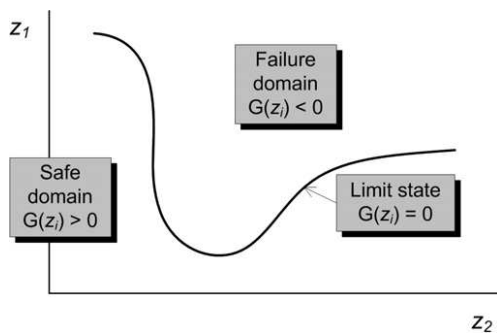 z1
Failure
domain
G(zi) < 0
Safe
domain
G(zi) > 0
Limit state
G(zi) = 0
z2